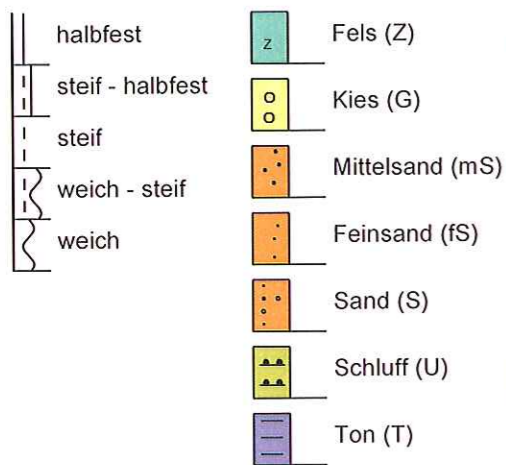 halbfest
steif - halbfest
steif
weich - steif
weich
Z
Fels (Z)
Kies (G)
Mittelsand (mS)
Feinsand (fS)
Sand (S)
Schluff (U)
Ton (T)